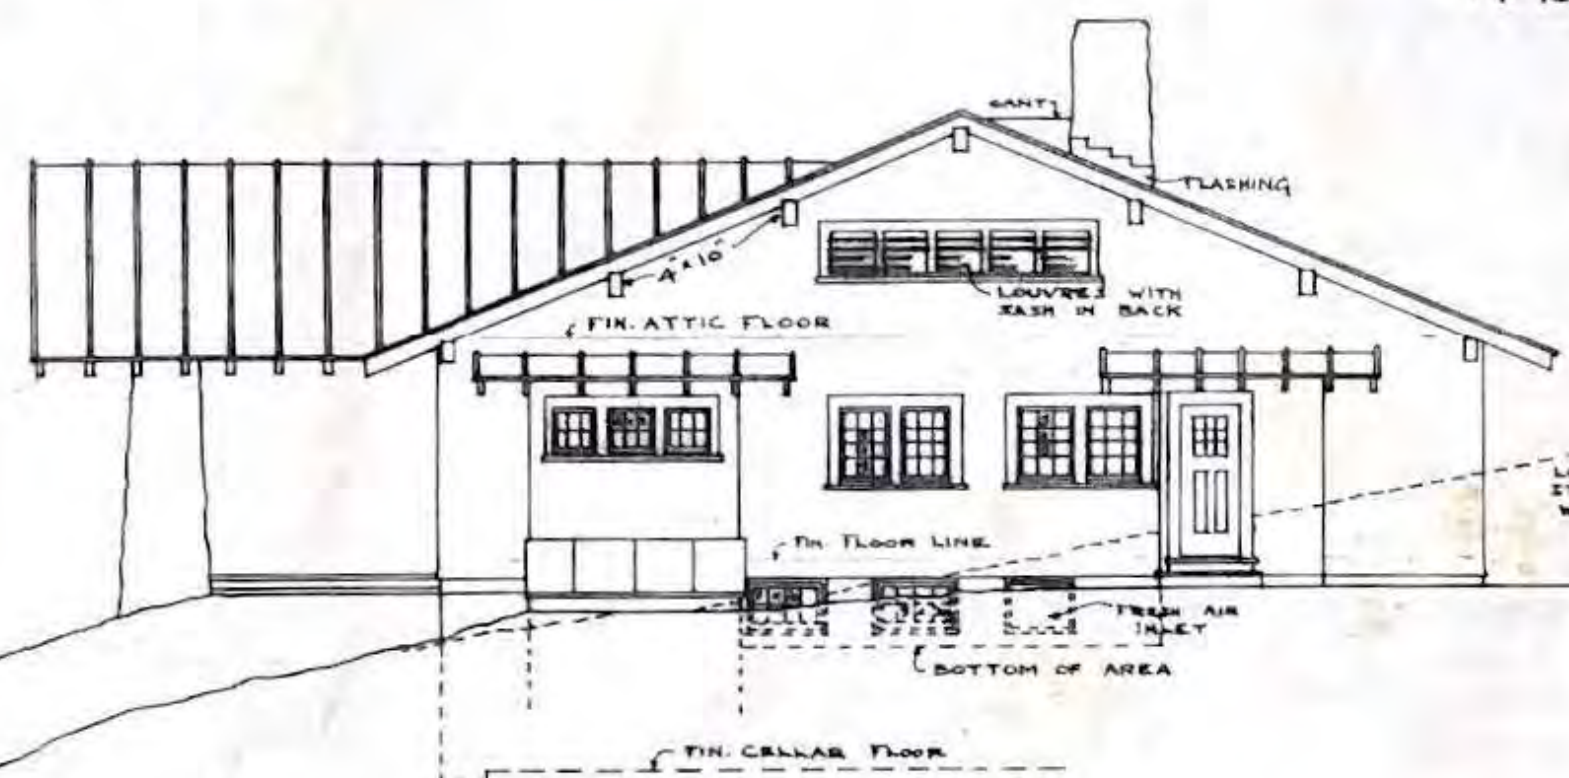 CANT
FLASHING
4"x10"
LOUVRES WITH
SASH IN BACK
FIN. ATTIC FLOOR
FIN. FLOOR LINE
FRESH AIR
INLET
BOTTOM OF AREA
FIN. CELLAR FLOOR